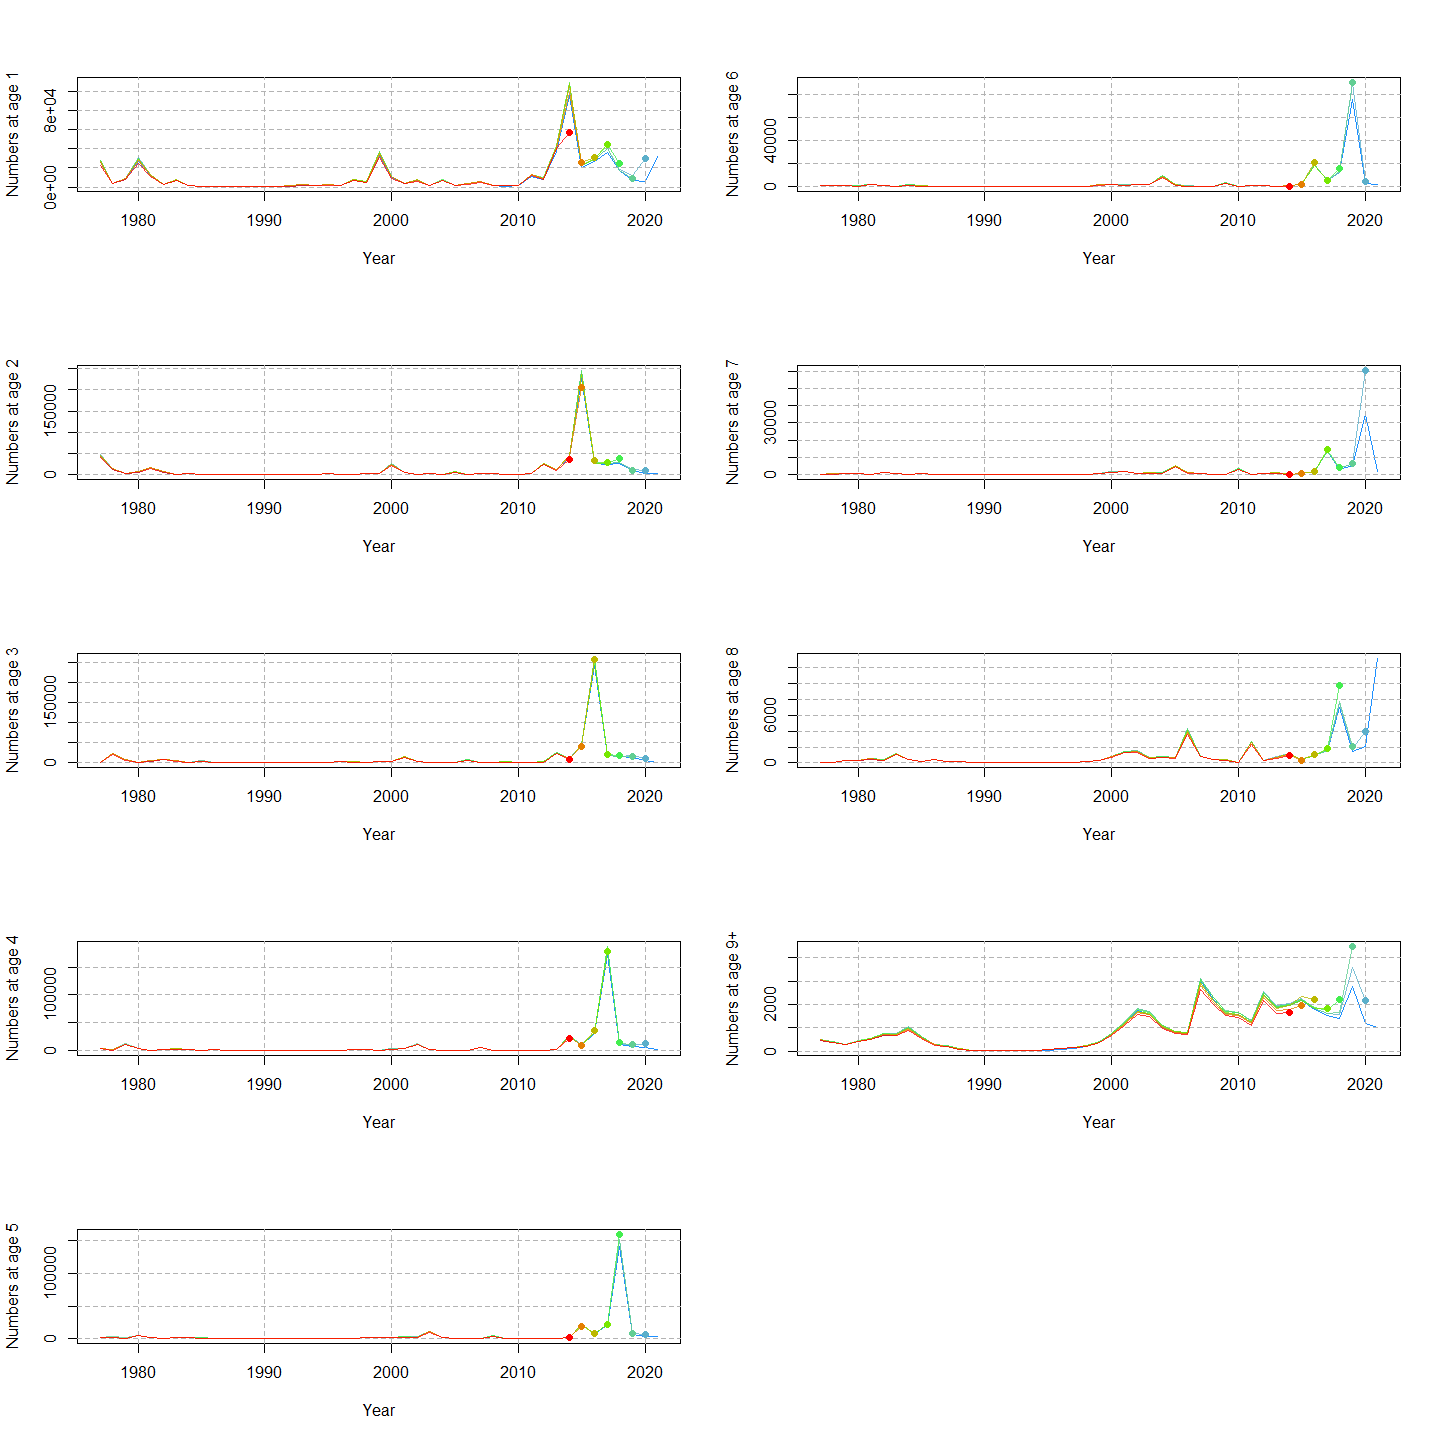 Numbers at age 1
8e+04
0e+00
1980 1990 2000 2010 2020
Year
Numbers at age 6
40000
0
1980 1990 2000 2010 2020
Year
Numbers at age 2
150000
0
1980 1990 2000 2010 2020
Year
Numbers at age 7
30000
0
1980 1990 2000 2010 2020
Year
Numbers at age 3
150000
0
1980 1990 2000 2010 2020
Year
Numbers at age 8
6000
0
1980 1990 2000 2010 2020
Year
Numbers at age 4
100000
0
1980 1990 2000 2010 2020
Year
Numbers at age 9+
2000
0
1980 1990 2000 2010 2020
Year
Numbers at age 5
100000
0
1980 1990 2000 2010 2020
Year